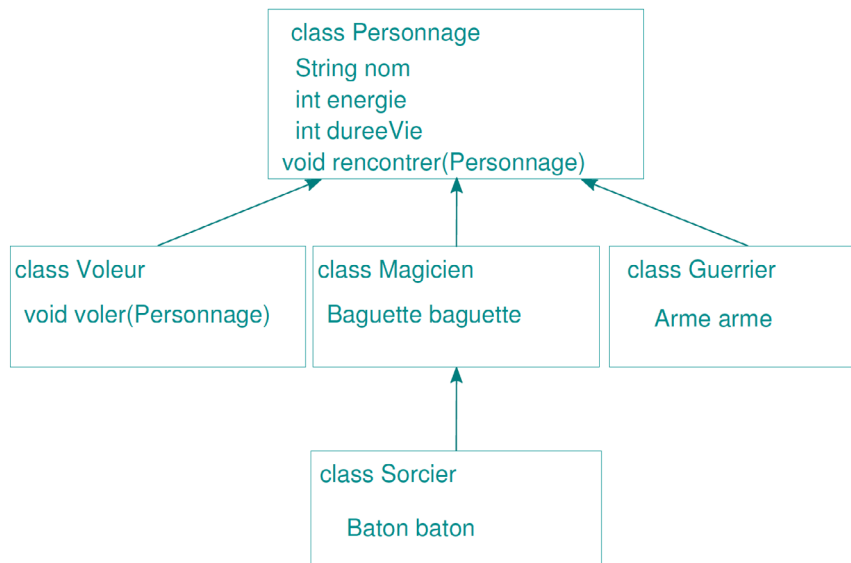 class Personnage
String nom
int energie
int dureeVie
void rencontrer(Personnage)
class Voleur
void voler(Personnage)
class Magicien
Baguette baguette
class Guerrier
Arme arme
class Sorcier
Baton baton